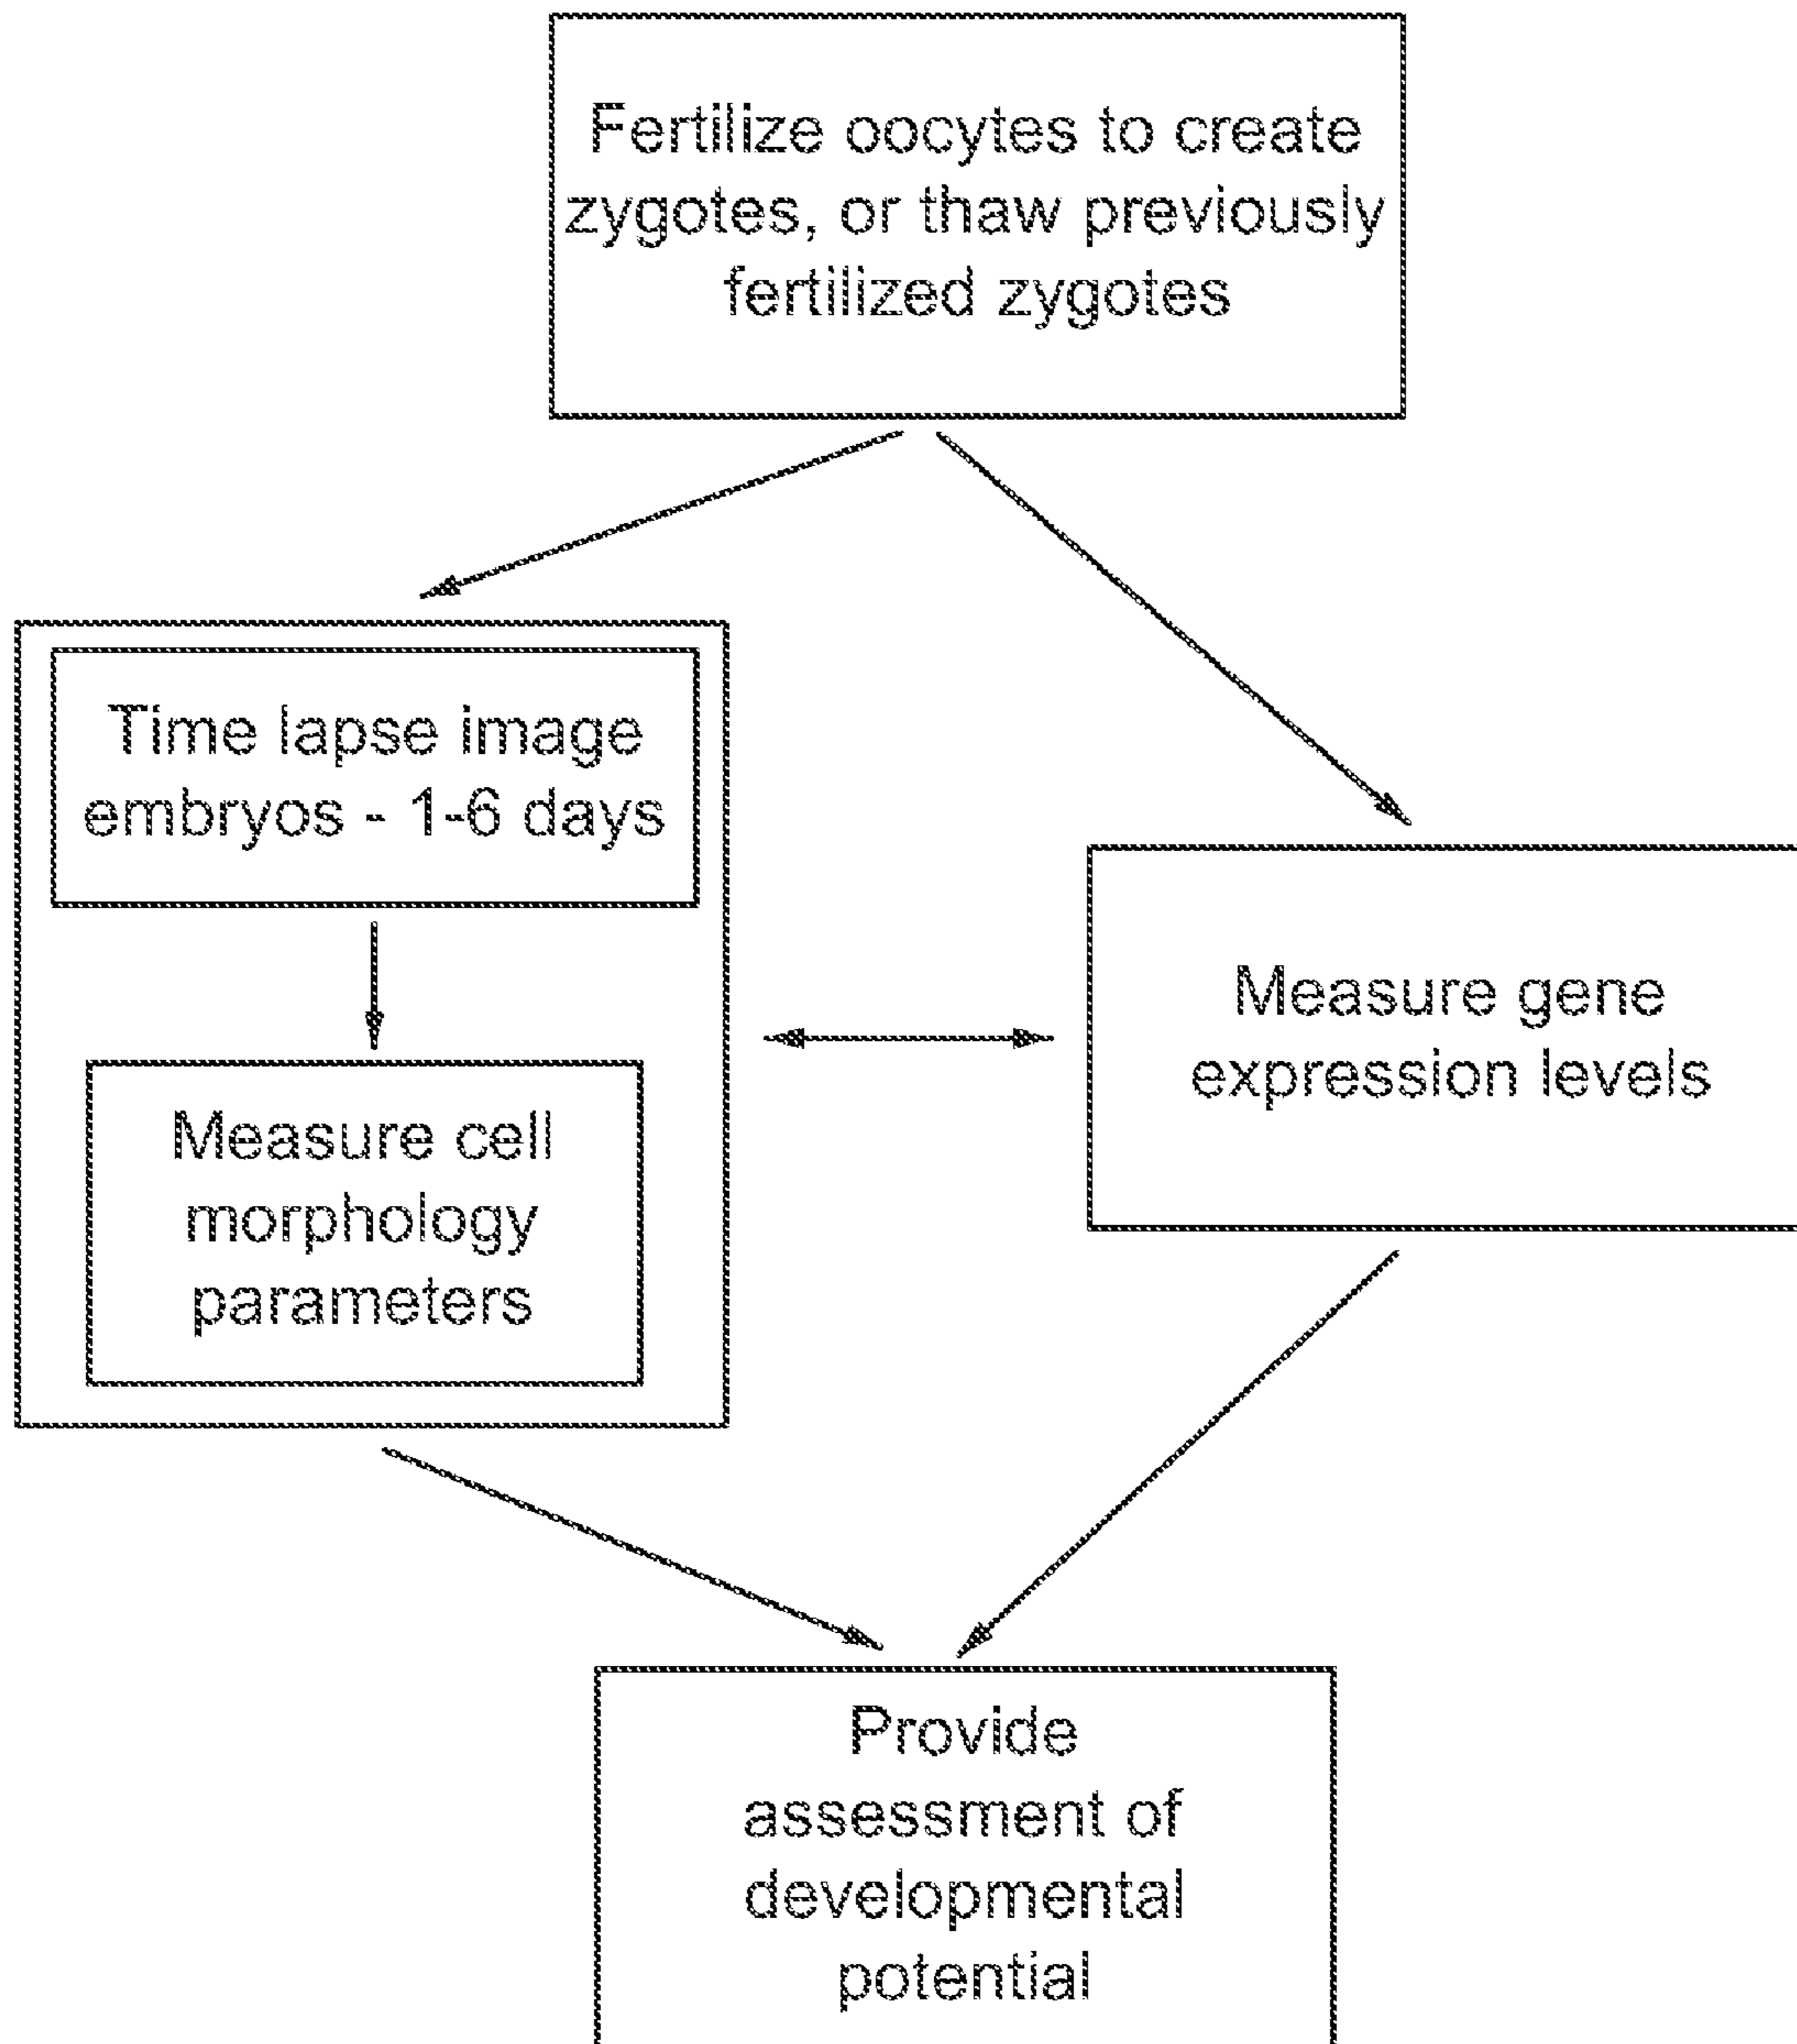 Fertilize oocytes to create
zygotes, or thaw previously
fertilized zygotes
Time lapse image
embryos - 1-6 days
Measure cell
morphology
parameters
Measure gene
expression levels
Provide
assessment of
developmental
potential